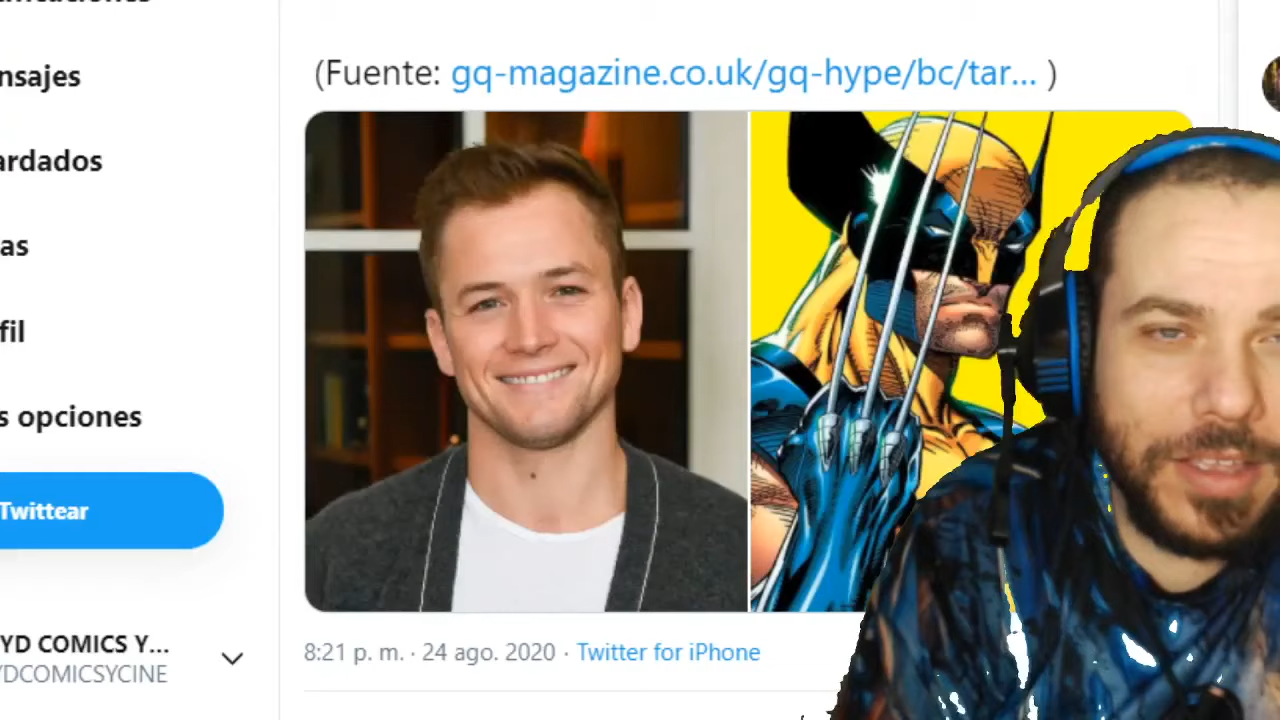 (Fuente: gq-magazine.co.uk/gq-hype/bc/tar... )
nsajes
ardados
as
fil
s opciones
Twittear
8:21 p. m. · 24 ago. 2020 · Twitter for iPhone
YD COMICS Y...
YDCOMICSYCINE